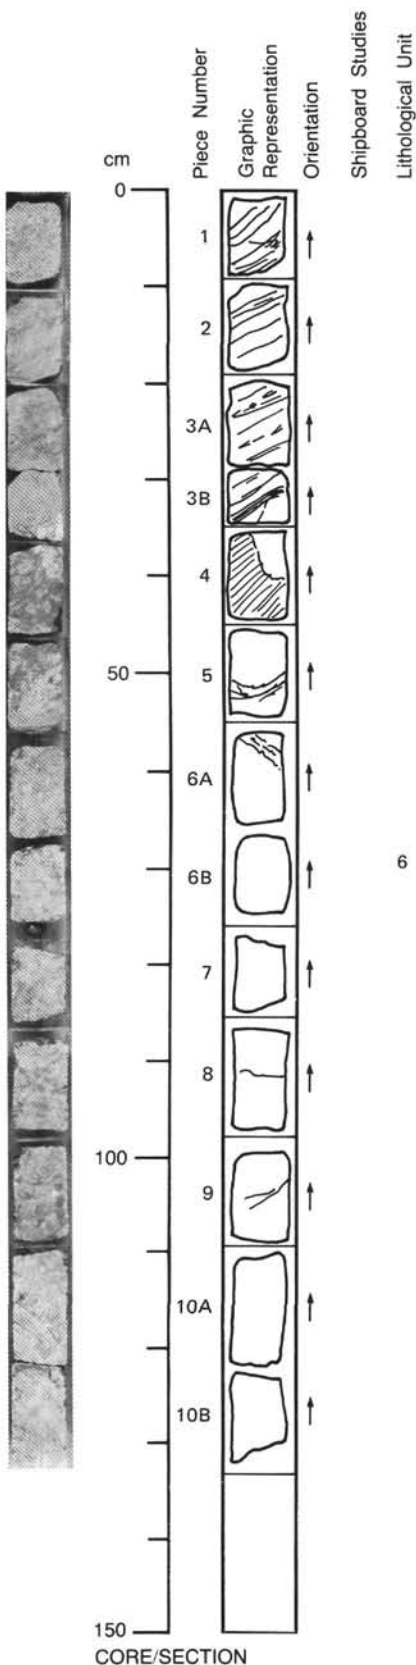 cm
Piece Number
Graphic
Representation
Orientation
Shipboard Studies
Lithological Unit
0
1
2
3A
3B
4
50
5
6A
6B
6
7
8
100
9
10A
10B
150
CORE/SECTION